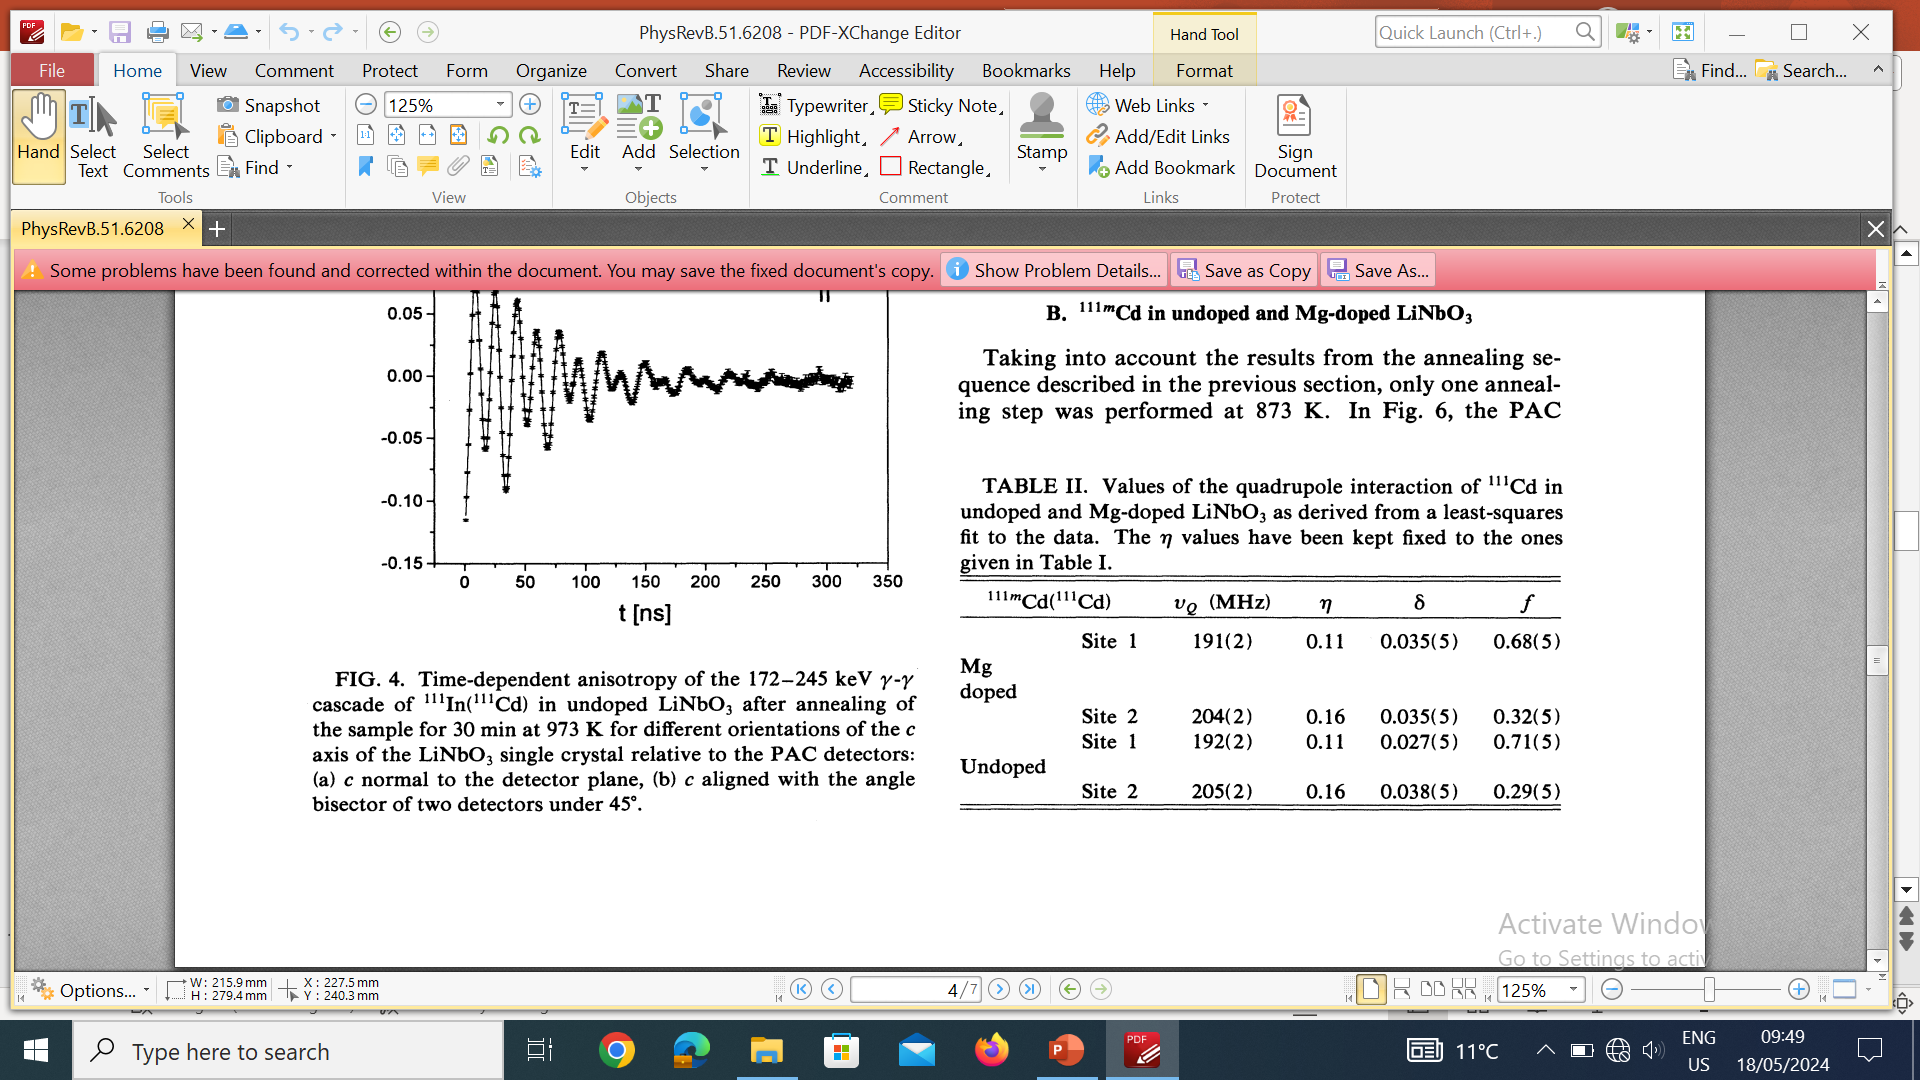 PhysRevB.51.6208 - PDF-XChange Editor
Hand Tool
Quick Launch (Ctrl+.)
File
Home
View
Comment
Protect
Form
Organize
Convert
Share
Review
Accessibility
Bookmarks
Help
Format
Find...
Search...
Hand
Select Text
Select Comments
Snapshot
Clipboard
Find
Tools
125%
View
Edit
Add
Selection
Objects
Typewriter
Highlight
Underline
Sticky Note
Arrow
Rectangle
Stamp
Comment
Web Links
Add/Edit Links
Add Bookmark
Links
Sign Document
Protect
PhysRevB.51.6208
Some problems have been found and corrected within the document. You may save the fixed document's copy.
Show Problem Details...
Save as Copy
Save As...
0.05
0.00
-0.05
-0.10
-0.15
0 50 100 150 200 250 300 350
t [ns]
FIG. 4. Time-dependent anisotropy of the 172–245 keV γ-γ
cascade of ¹¹¹In(¹¹¹Cd) in undoped LiNbO₃ after annealing of
the sample for 30 min at 973 K for different orientations of the c
axis of the LiNbO₃ single crystal relative to the PAC detectors:
(a) c normal to the detector plane, (b) c aligned with the angle
bisector of two detectors under 45°.
B. ¹¹¹ᵐCd in undoped and Mg-doped LiNbO₃
Taking into account the results from the annealing se-
quence described in the previous section, only one anneal-
ing step was performed at 873 K. In Fig. 6, the PAC
TABLE II. Values of the quadrupole interaction of ¹¹¹Cd in
undoped and Mg-doped LiNbO₃ as derived from a least-squares
fit to the data. The η values have been kept fixed to the ones
given in Table I.
¹¹¹ᵐCd(¹¹¹Cd) υ_Q (MHz) η δ f
Site 1 191(2) 0.11 0.035(5) 0.68(5)
Mg
doped
Site 2 204(2) 0.16 0.035(5) 0.32(5)
Site 1 192(2) 0.11 0.027(5) 0.71(5)
Undoped
Site 2 205(2) 0.16 0.038(5) 0.29(5)
Activate Window
Go to Settings to activ
Options...
W: 215.9 mm
H: 279.4 mm
X: 227.5 mm
Y: 240.3 mm
4 / 7
125%
Type here to search
11°C
ENG
US
09:49
18/05/2024